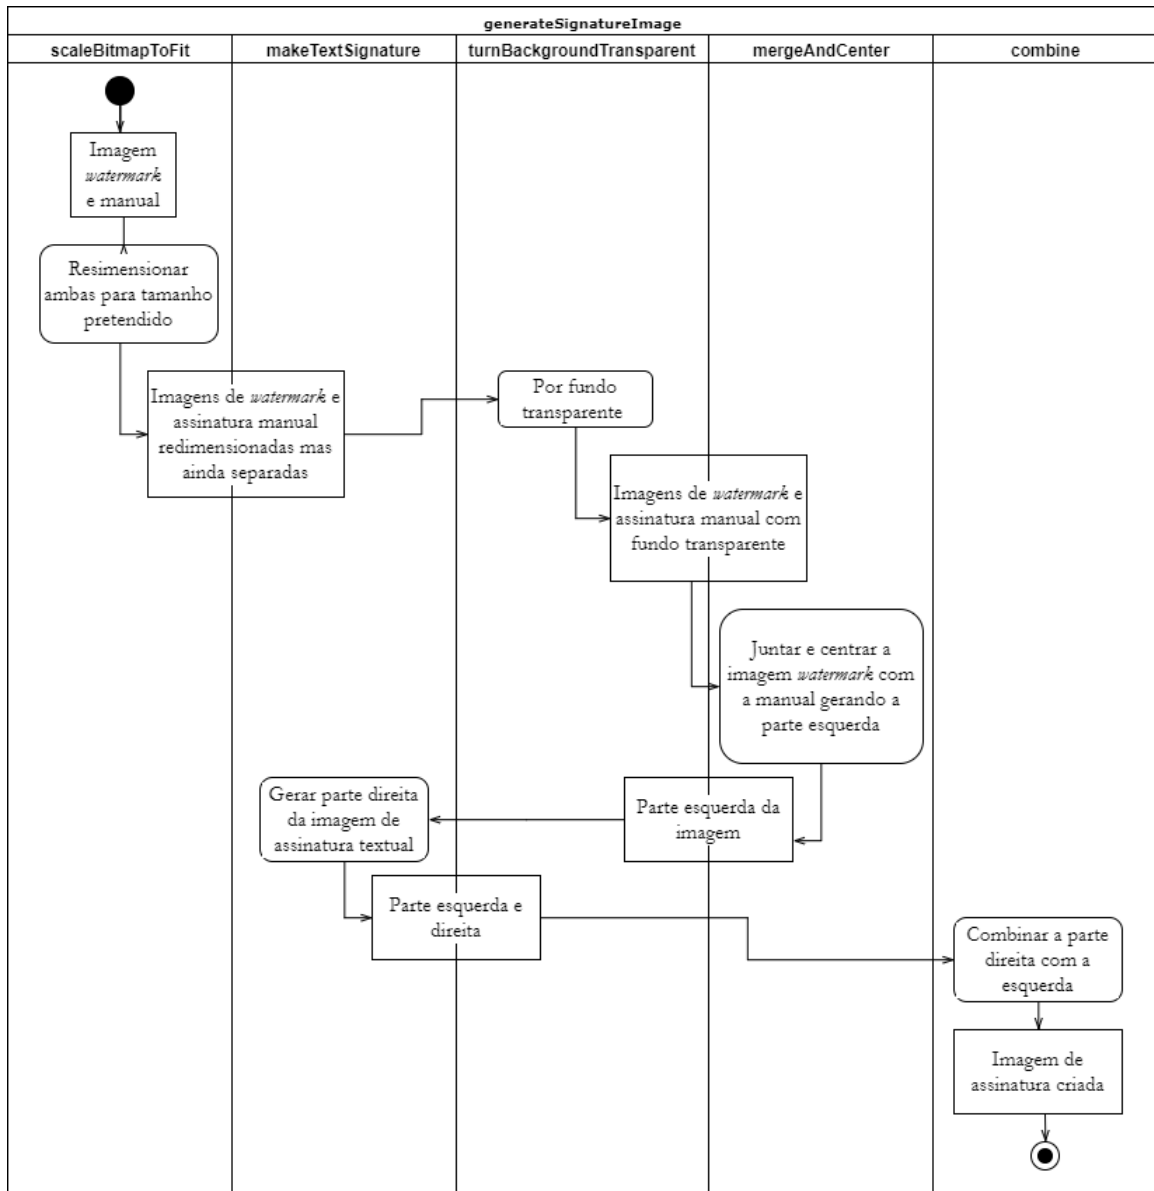 generateSignatureImage
scaleBitmapToFit
makeTextSignature
turnBackgroundTransparent
mergeAndCenter
combine
Imagem
watermark
e manual
Resimensionar
ambas para tamanho
pretendido
Imagens de watermark e
assinatura manual
redimensionadas mas
ainda separadas
Por fundo
transparente
Imagens de watermark e
assinatura manual com
fundo transparente
Juntar e centrar a
imagem watermark com
a manual gerando a
parte esquerda
Parte esquerda da
imagem
Gerar parte direita
da imagem de
assinatura textual
Parte esquerda e
direita
Combinar a parte
direita com a
esquerda
Imagem de
assinatura criada